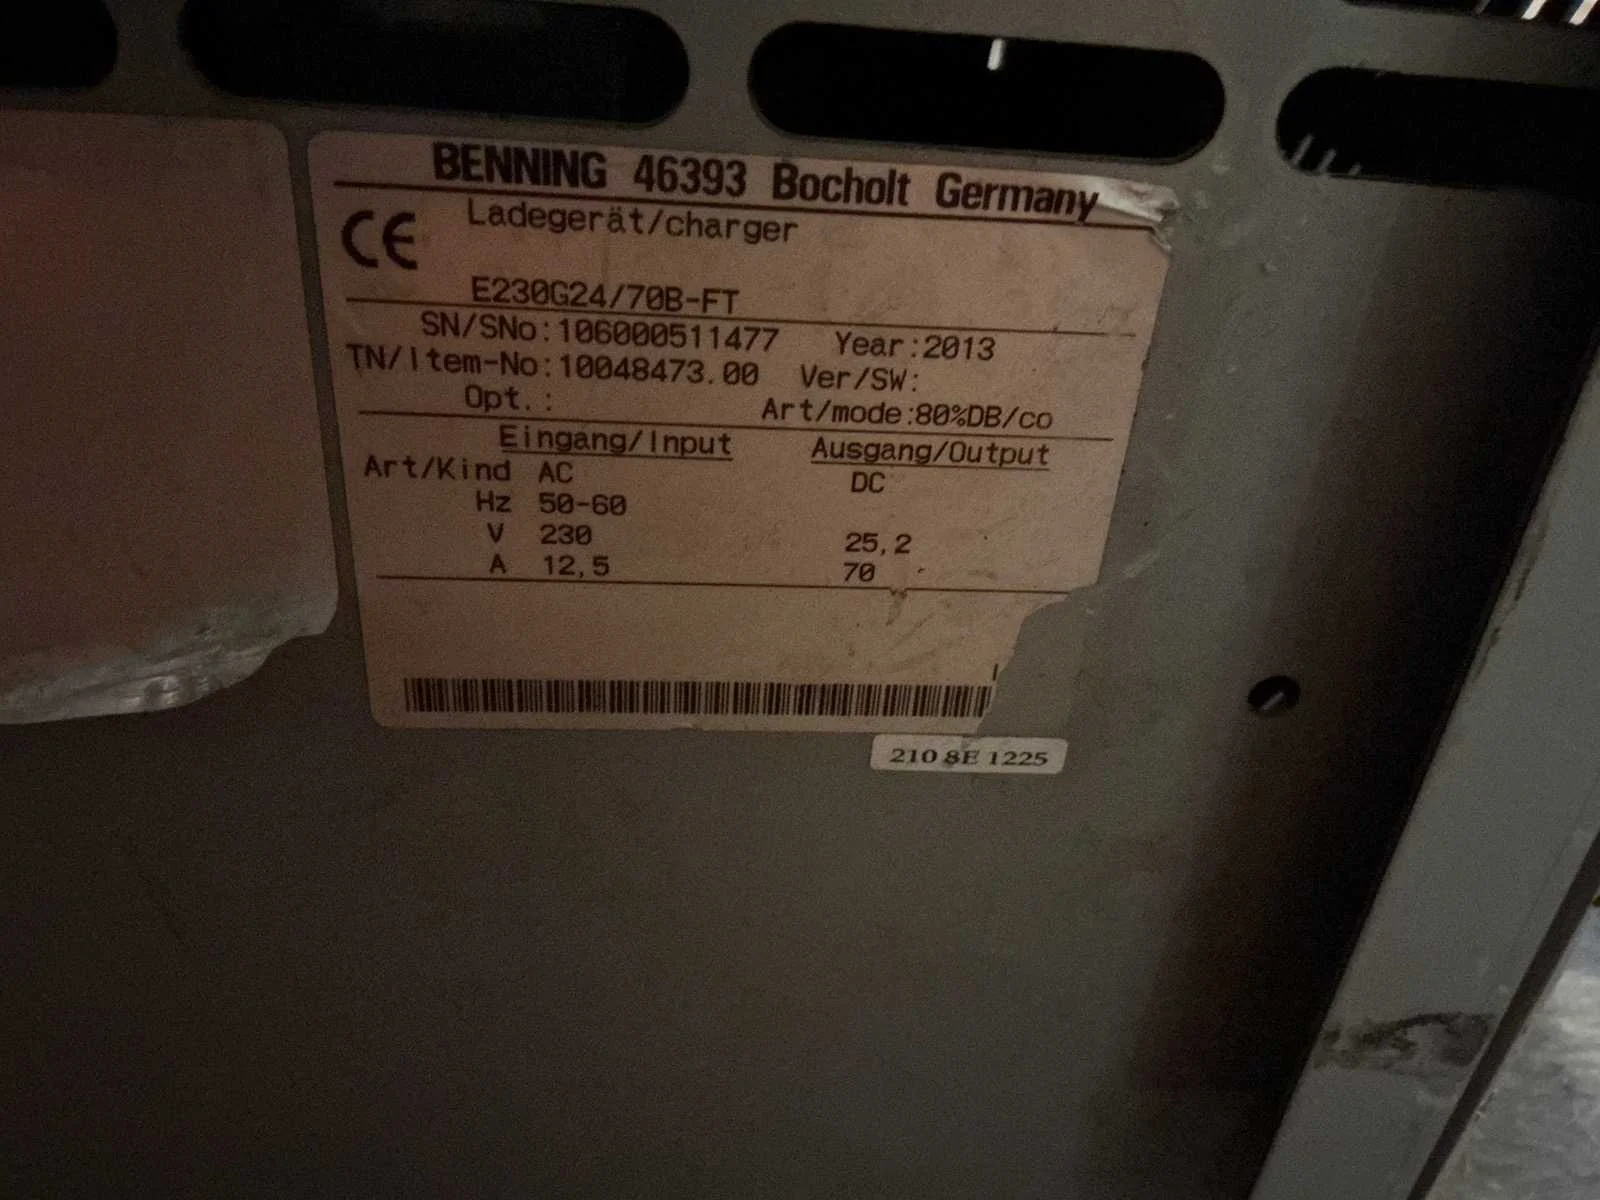 BENNING 46393 Bocholt Germany
CE Ladegerät/charger
E230G24/70B-FT
SN/SNo:106000511477 Year:2013
TN/Item-No:10048473.00 Ver/SW:
Opt.: Art/mode:80%DB/co
Eingang/Input Ausgang/Output
Art/Kind AC DC
Hz 50-60
V 230 25,2
A 12,5 70
210 8E 1225